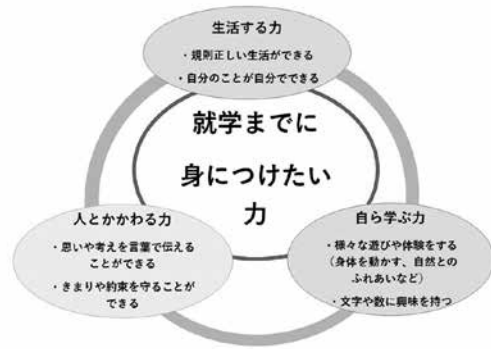 生活する力
・規則正しい生活ができる
・自分のことが自分でできる
就学までに
身につけたい
力
人とかかわる力
・思いや考えを言葉で伝える
ことができる
・きまりや約束を守ることが
できる
自ら学ぶ力
・様々な遊びや体験をする
（身体を動かす、自然との
ふれあいなど）
・文字や数に興味を持つ